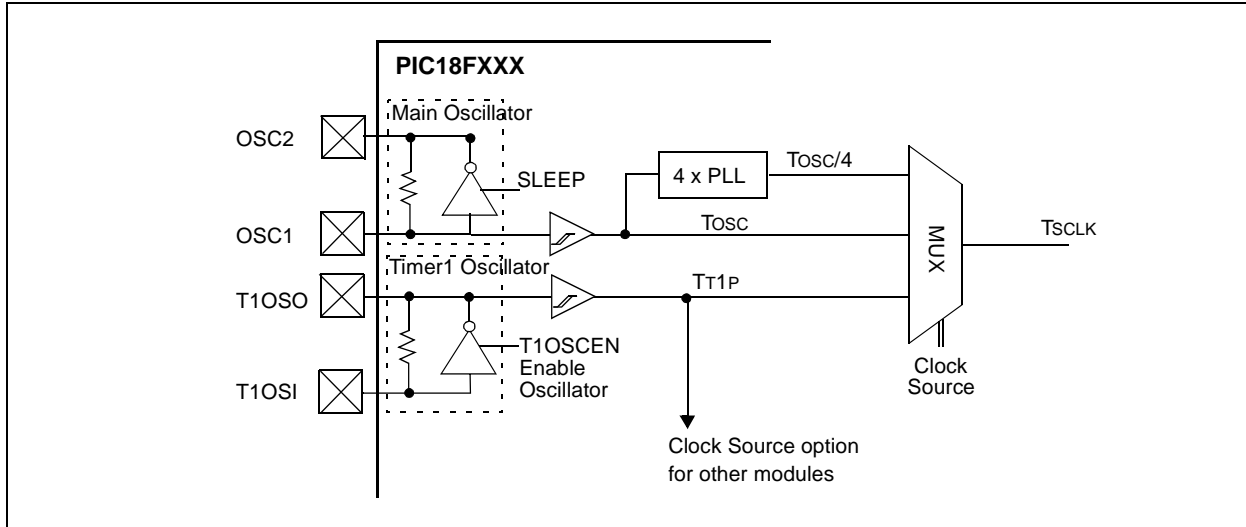 PIC18FXXX
Main Oscillator
OSC2
SLEEP
4 x PLL
TOSC/4
OSC1
TOSC
TSCLK
MUX
Timer1 Oscillator
T1OSO
TT1P
T1OSCEN
Enable
Oscillator
T1OSI
Clock
Source
Clock Source option
for other modules